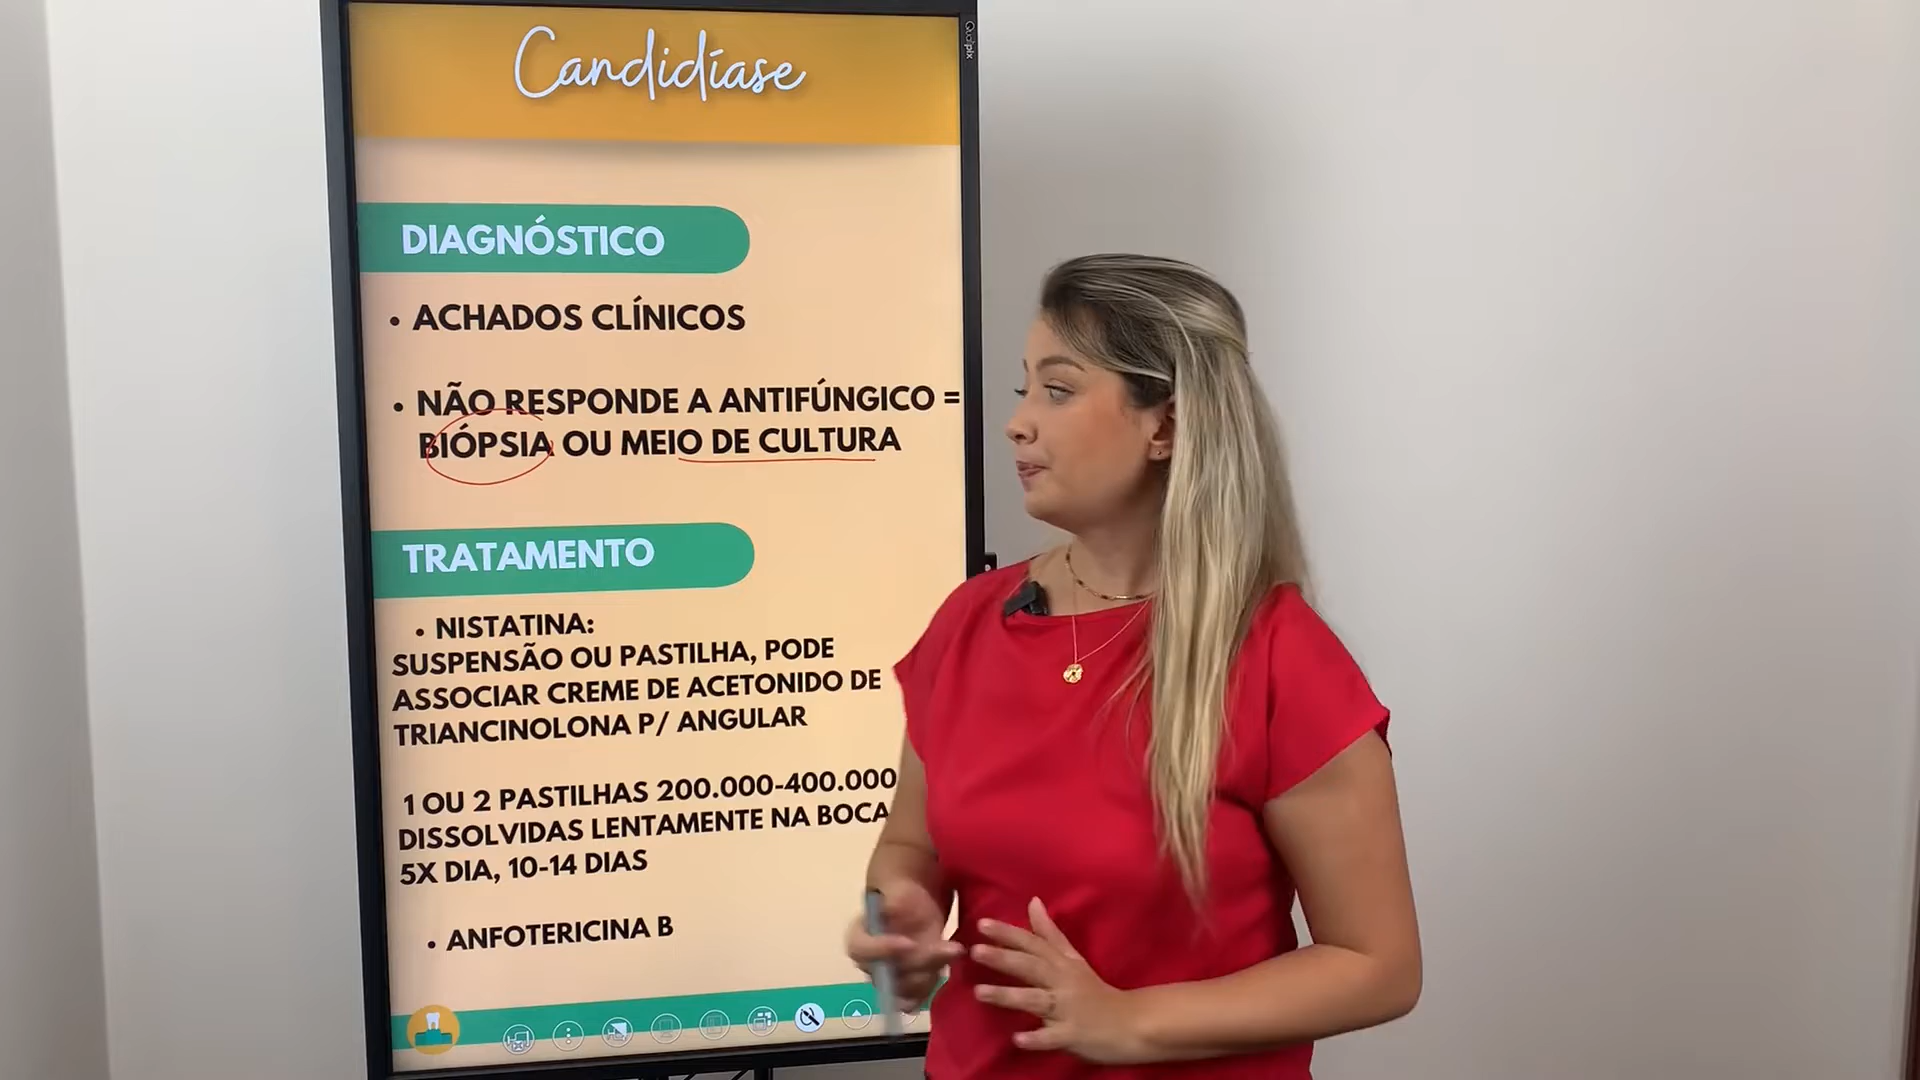 Candidíase
Qualpix
DIAGNÓSTICO
• ACHADOS CLÍNICOS
• NÃO RESPONDE A ANTIFÚNGICO =
BIÓPSIA OU MEIO DE CULTURA
TRATAMENTO
• NISTATINA:
SUSPENSÃO OU PASTILHA, PODE
ASSOCIAR CREME DE ACETONIDO DE
TRIANCINOLONA P/ ANGULAR
1 OU 2 PASTILHAS 200.000-400.000
DISSOLVIDAS LENTAMENTE NA BOCA
5X DIA, 10-14 DIAS
• ANFOTERICINA B